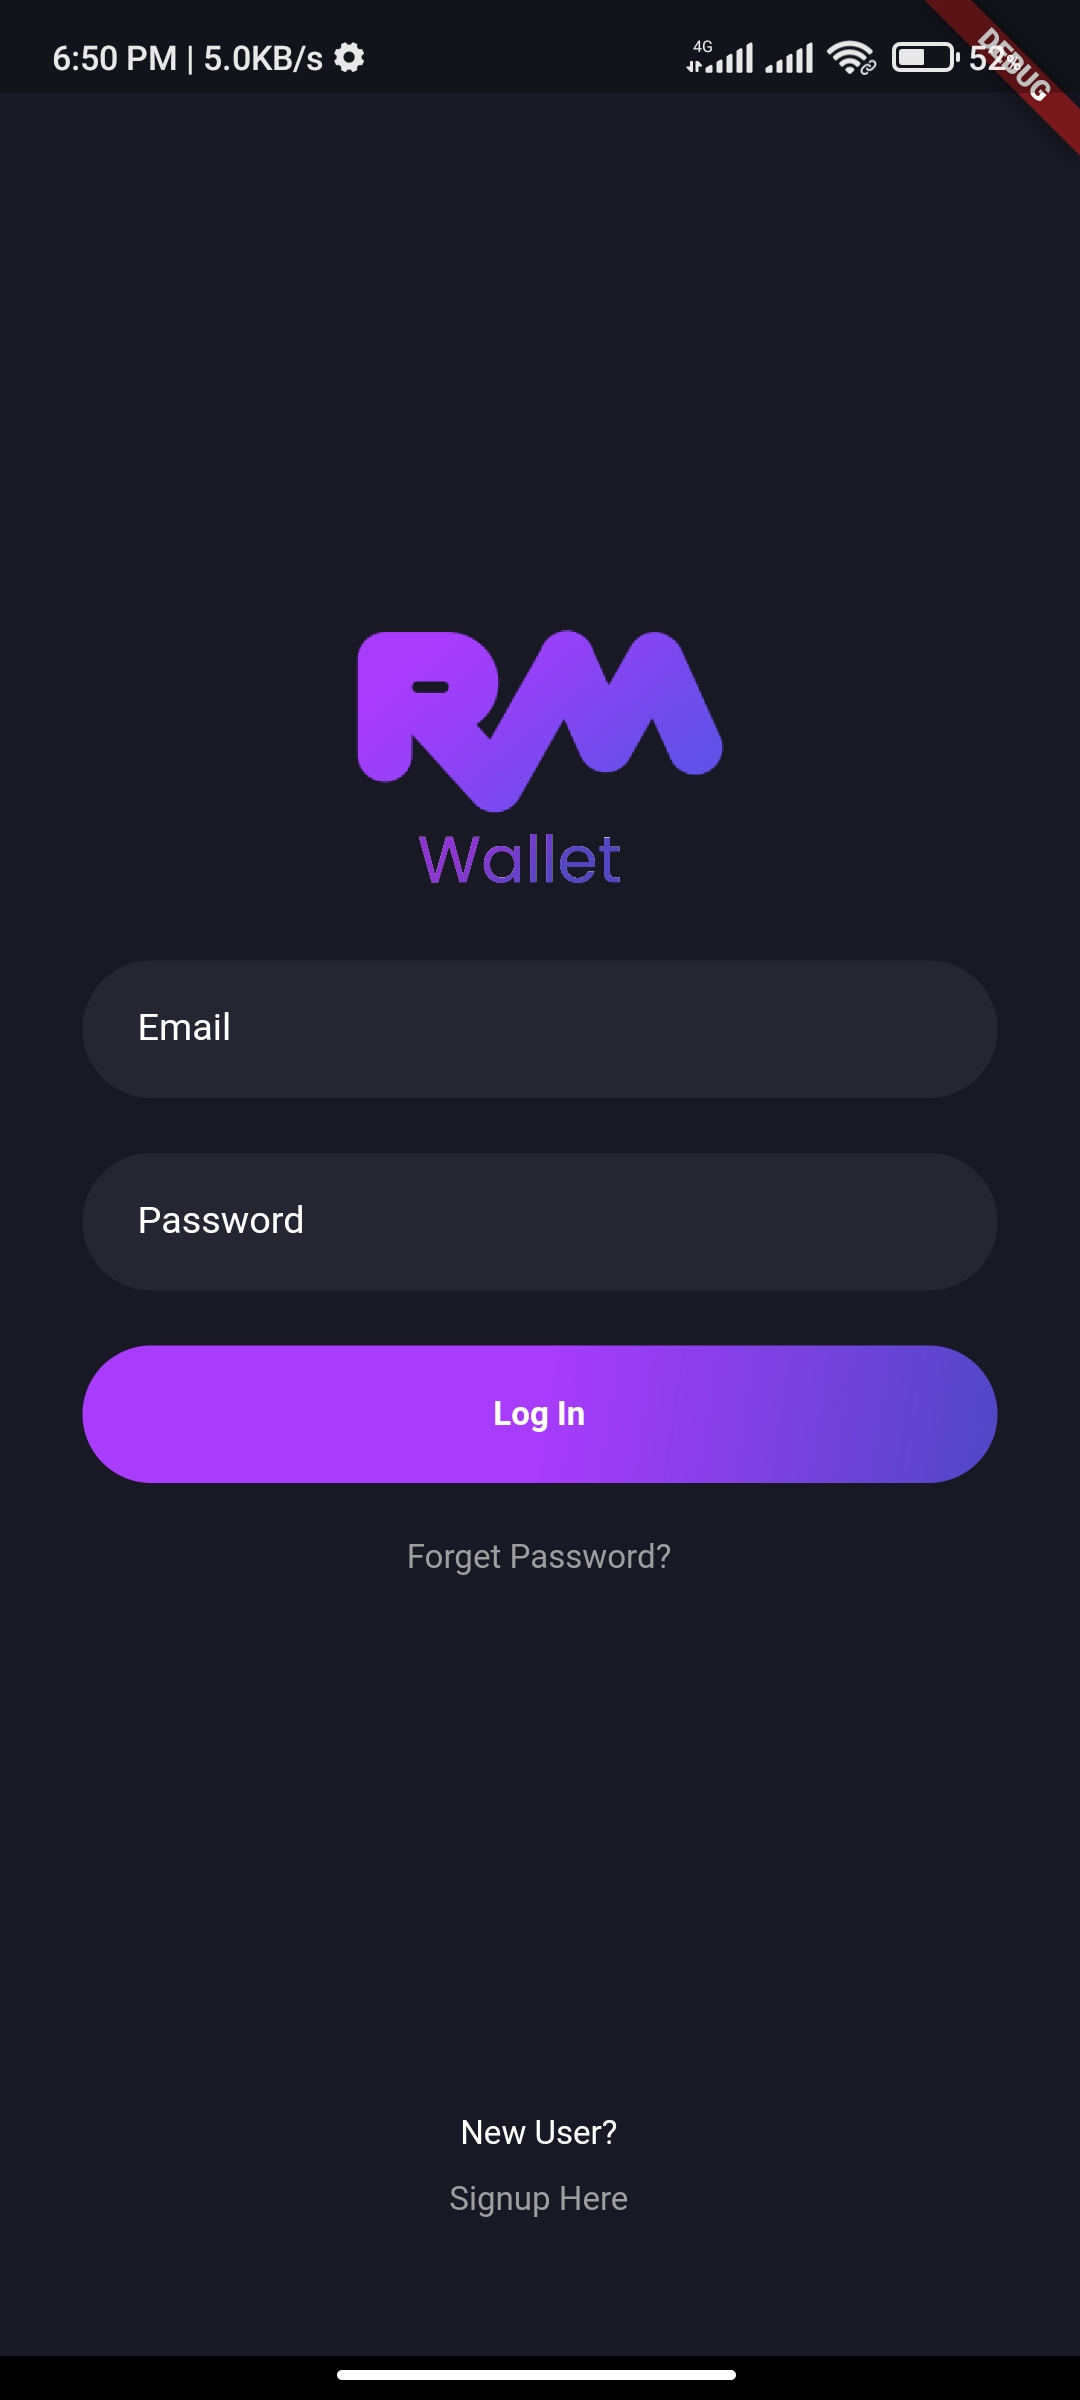 6:50 PM | 5.0KB/s
4G
52%
DEBUG
RM
Wallet
Email
Password
Log In
Forget Password?
New User?
Signup Here